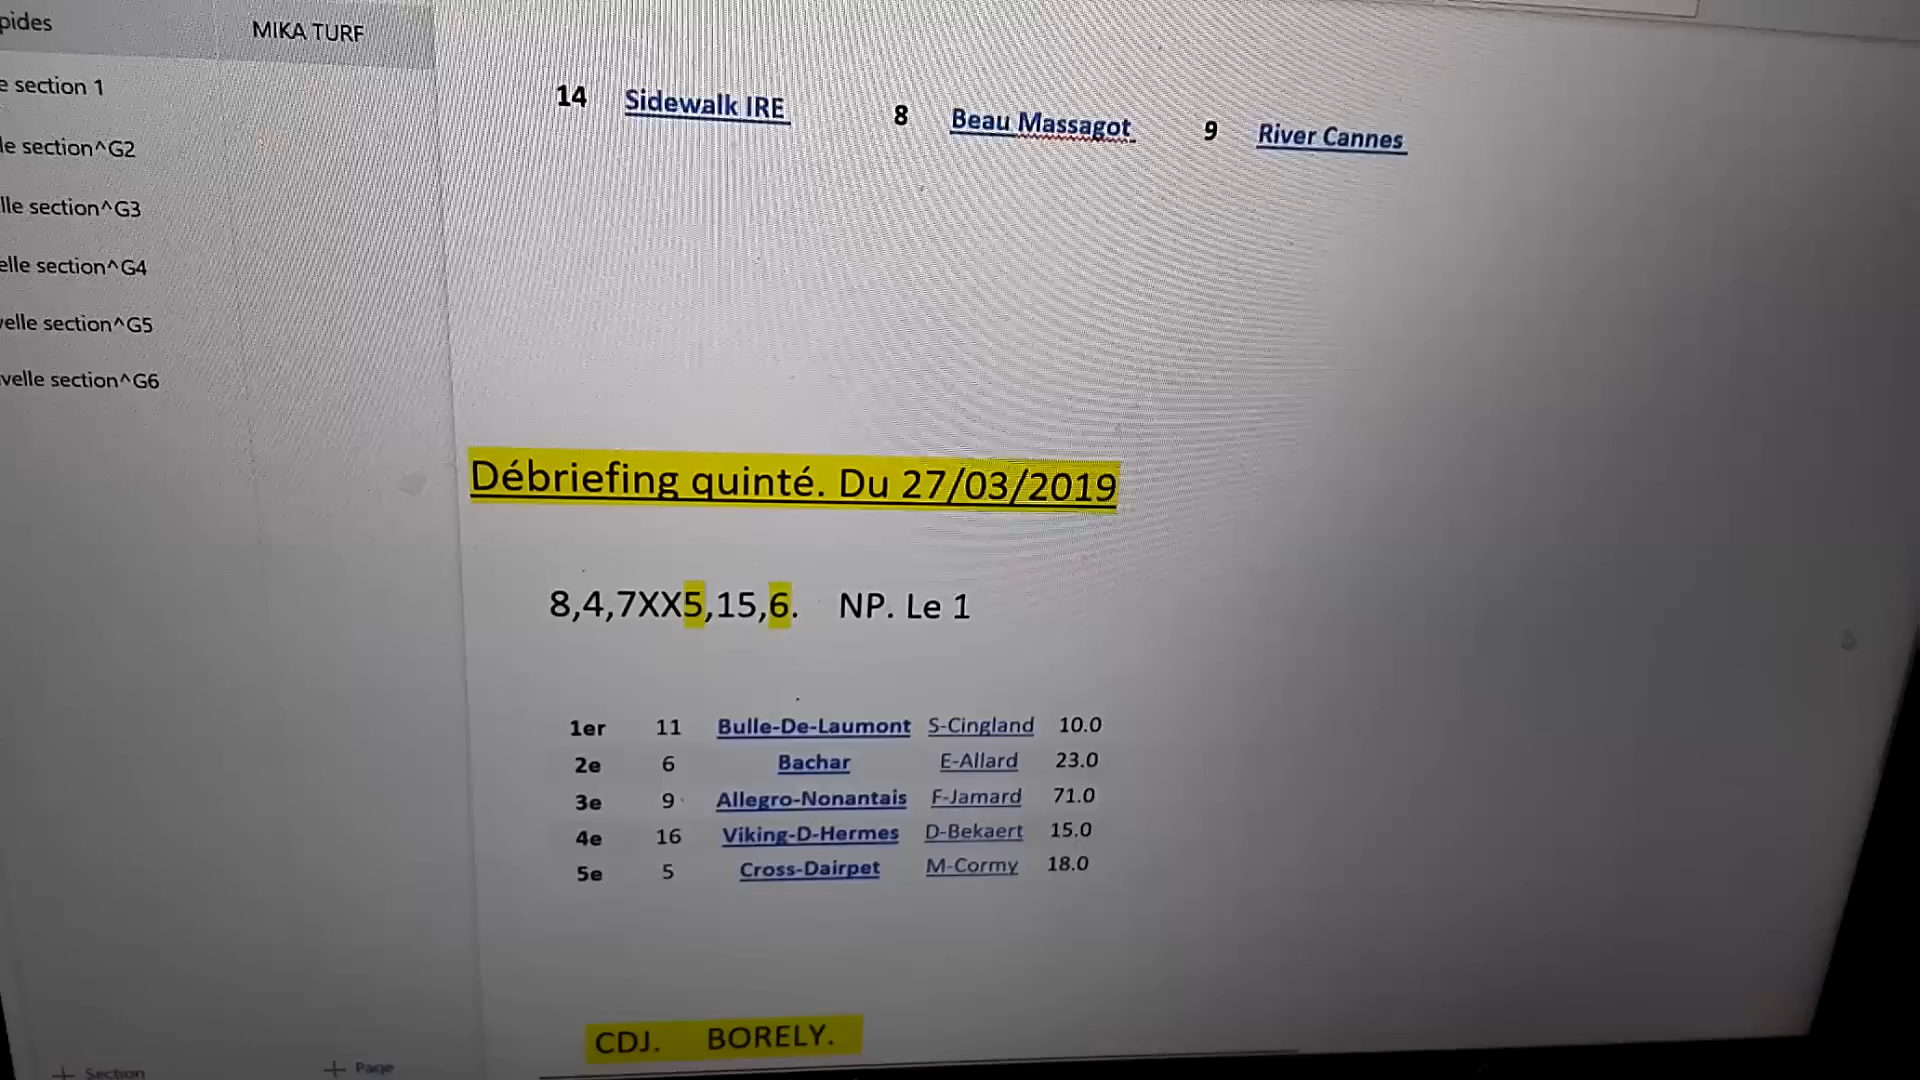 pides
MIKA TURF
e section 1
le section^G2
lle section^G3
elle section^G4
velle section^G5
velle section^G6
14 Sidewalk IRE 8 Beau Massagot 9 River Cannes
Débriefing quinté. Du 27/03/2019
8,4,7XX5,15,6. NP. Le 1
1er 11 Bulle-De-Laumont S-Cingland 10.0
2e 6 Bachar E-Allard 23.0
3e 9 Allegro-Nonantais F-Jamard 71.0
4e 16 Viking-D-Hermes D-Bekaert 15.0
5e 5 Cross-Dairpet M-Cormy 18.0
CDJ. BORELY.
+ Section + Page